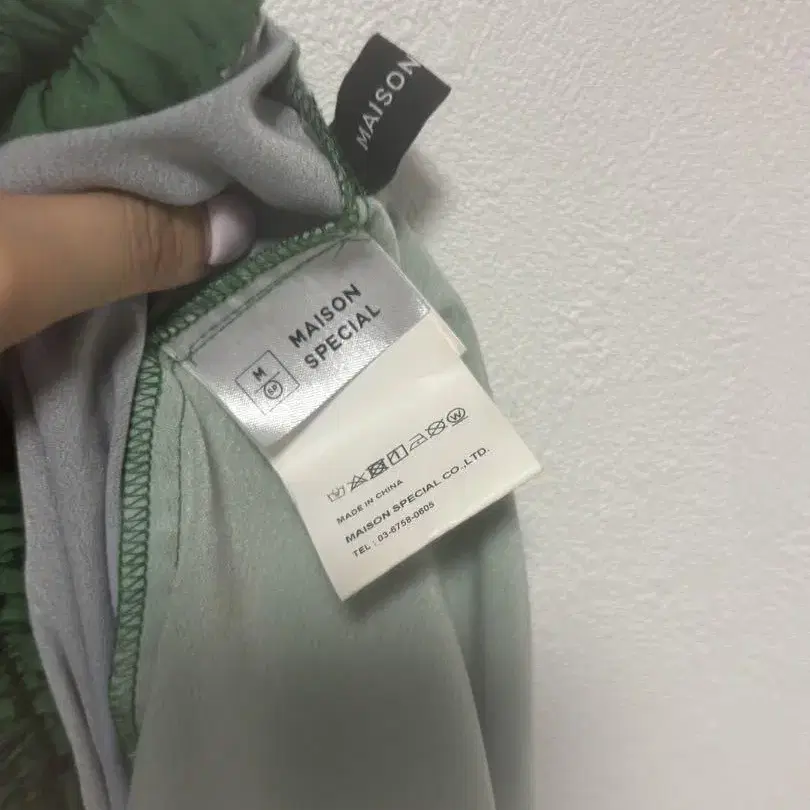 MAISON
MAISON
SPECIAL
M
SP
W
MADE IN CHINA
MAISON SPECIAL CO.,LTD.
TEL : 03-6758-0605